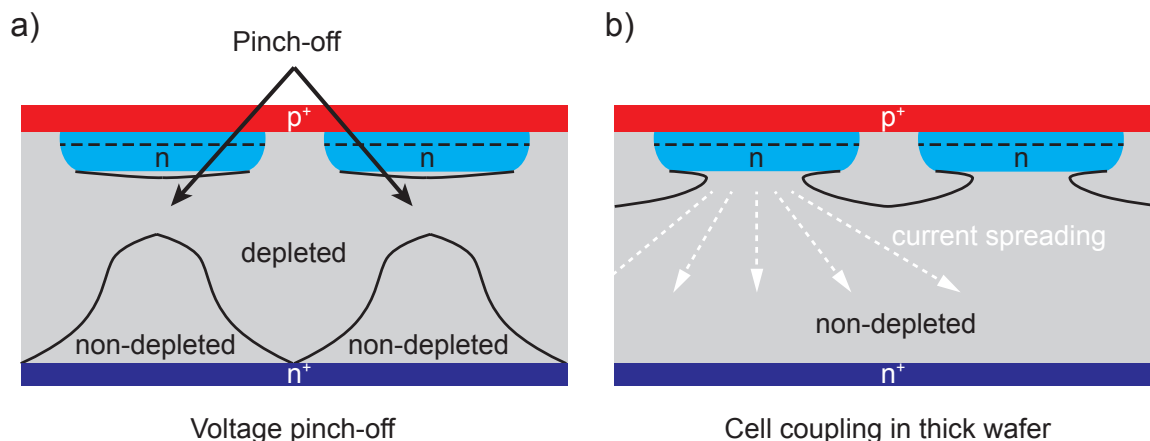 a)
Pinch-off
p⁺
n
n
depleted
non-depleted
non-depleted
n⁺
Voltage pinch-off
b)
p⁺
n
n
current spreading
non-depleted
n⁺
Cell coupling in thick wafer